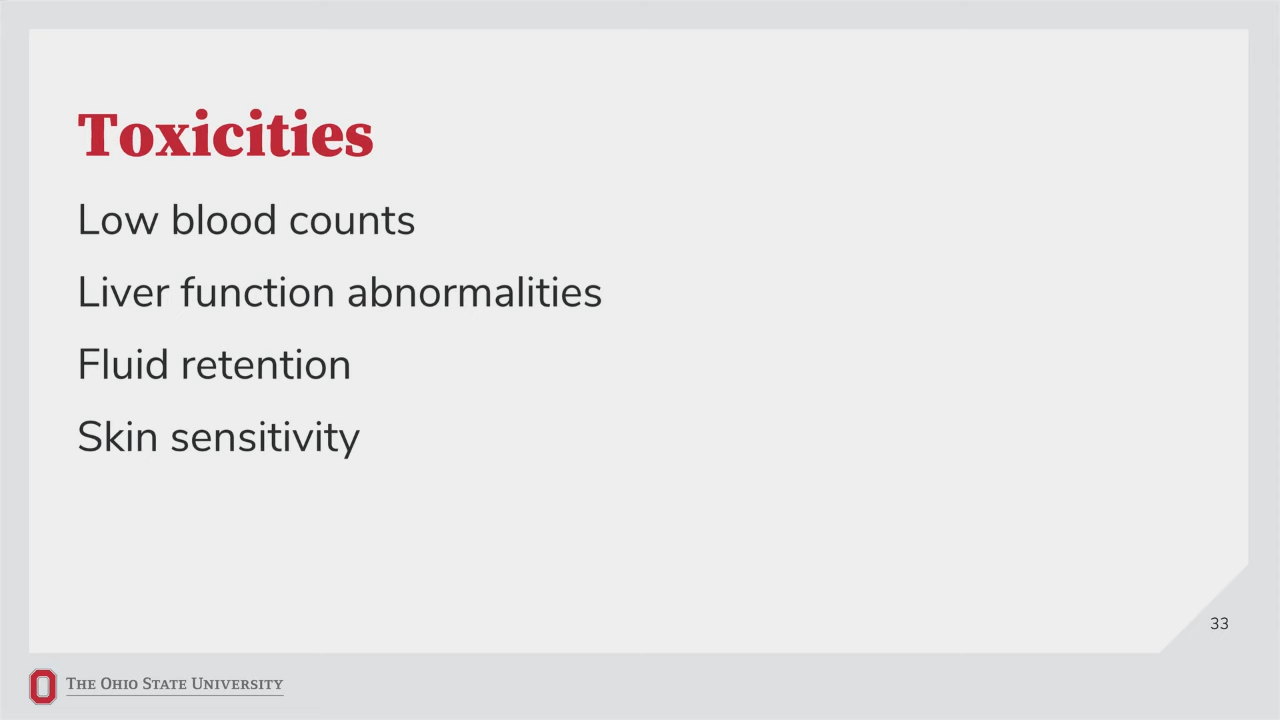 Toxicities
Low blood counts
Liver function abnormalities
Fluid retention
Skin sensitivity
33
The Ohio State University